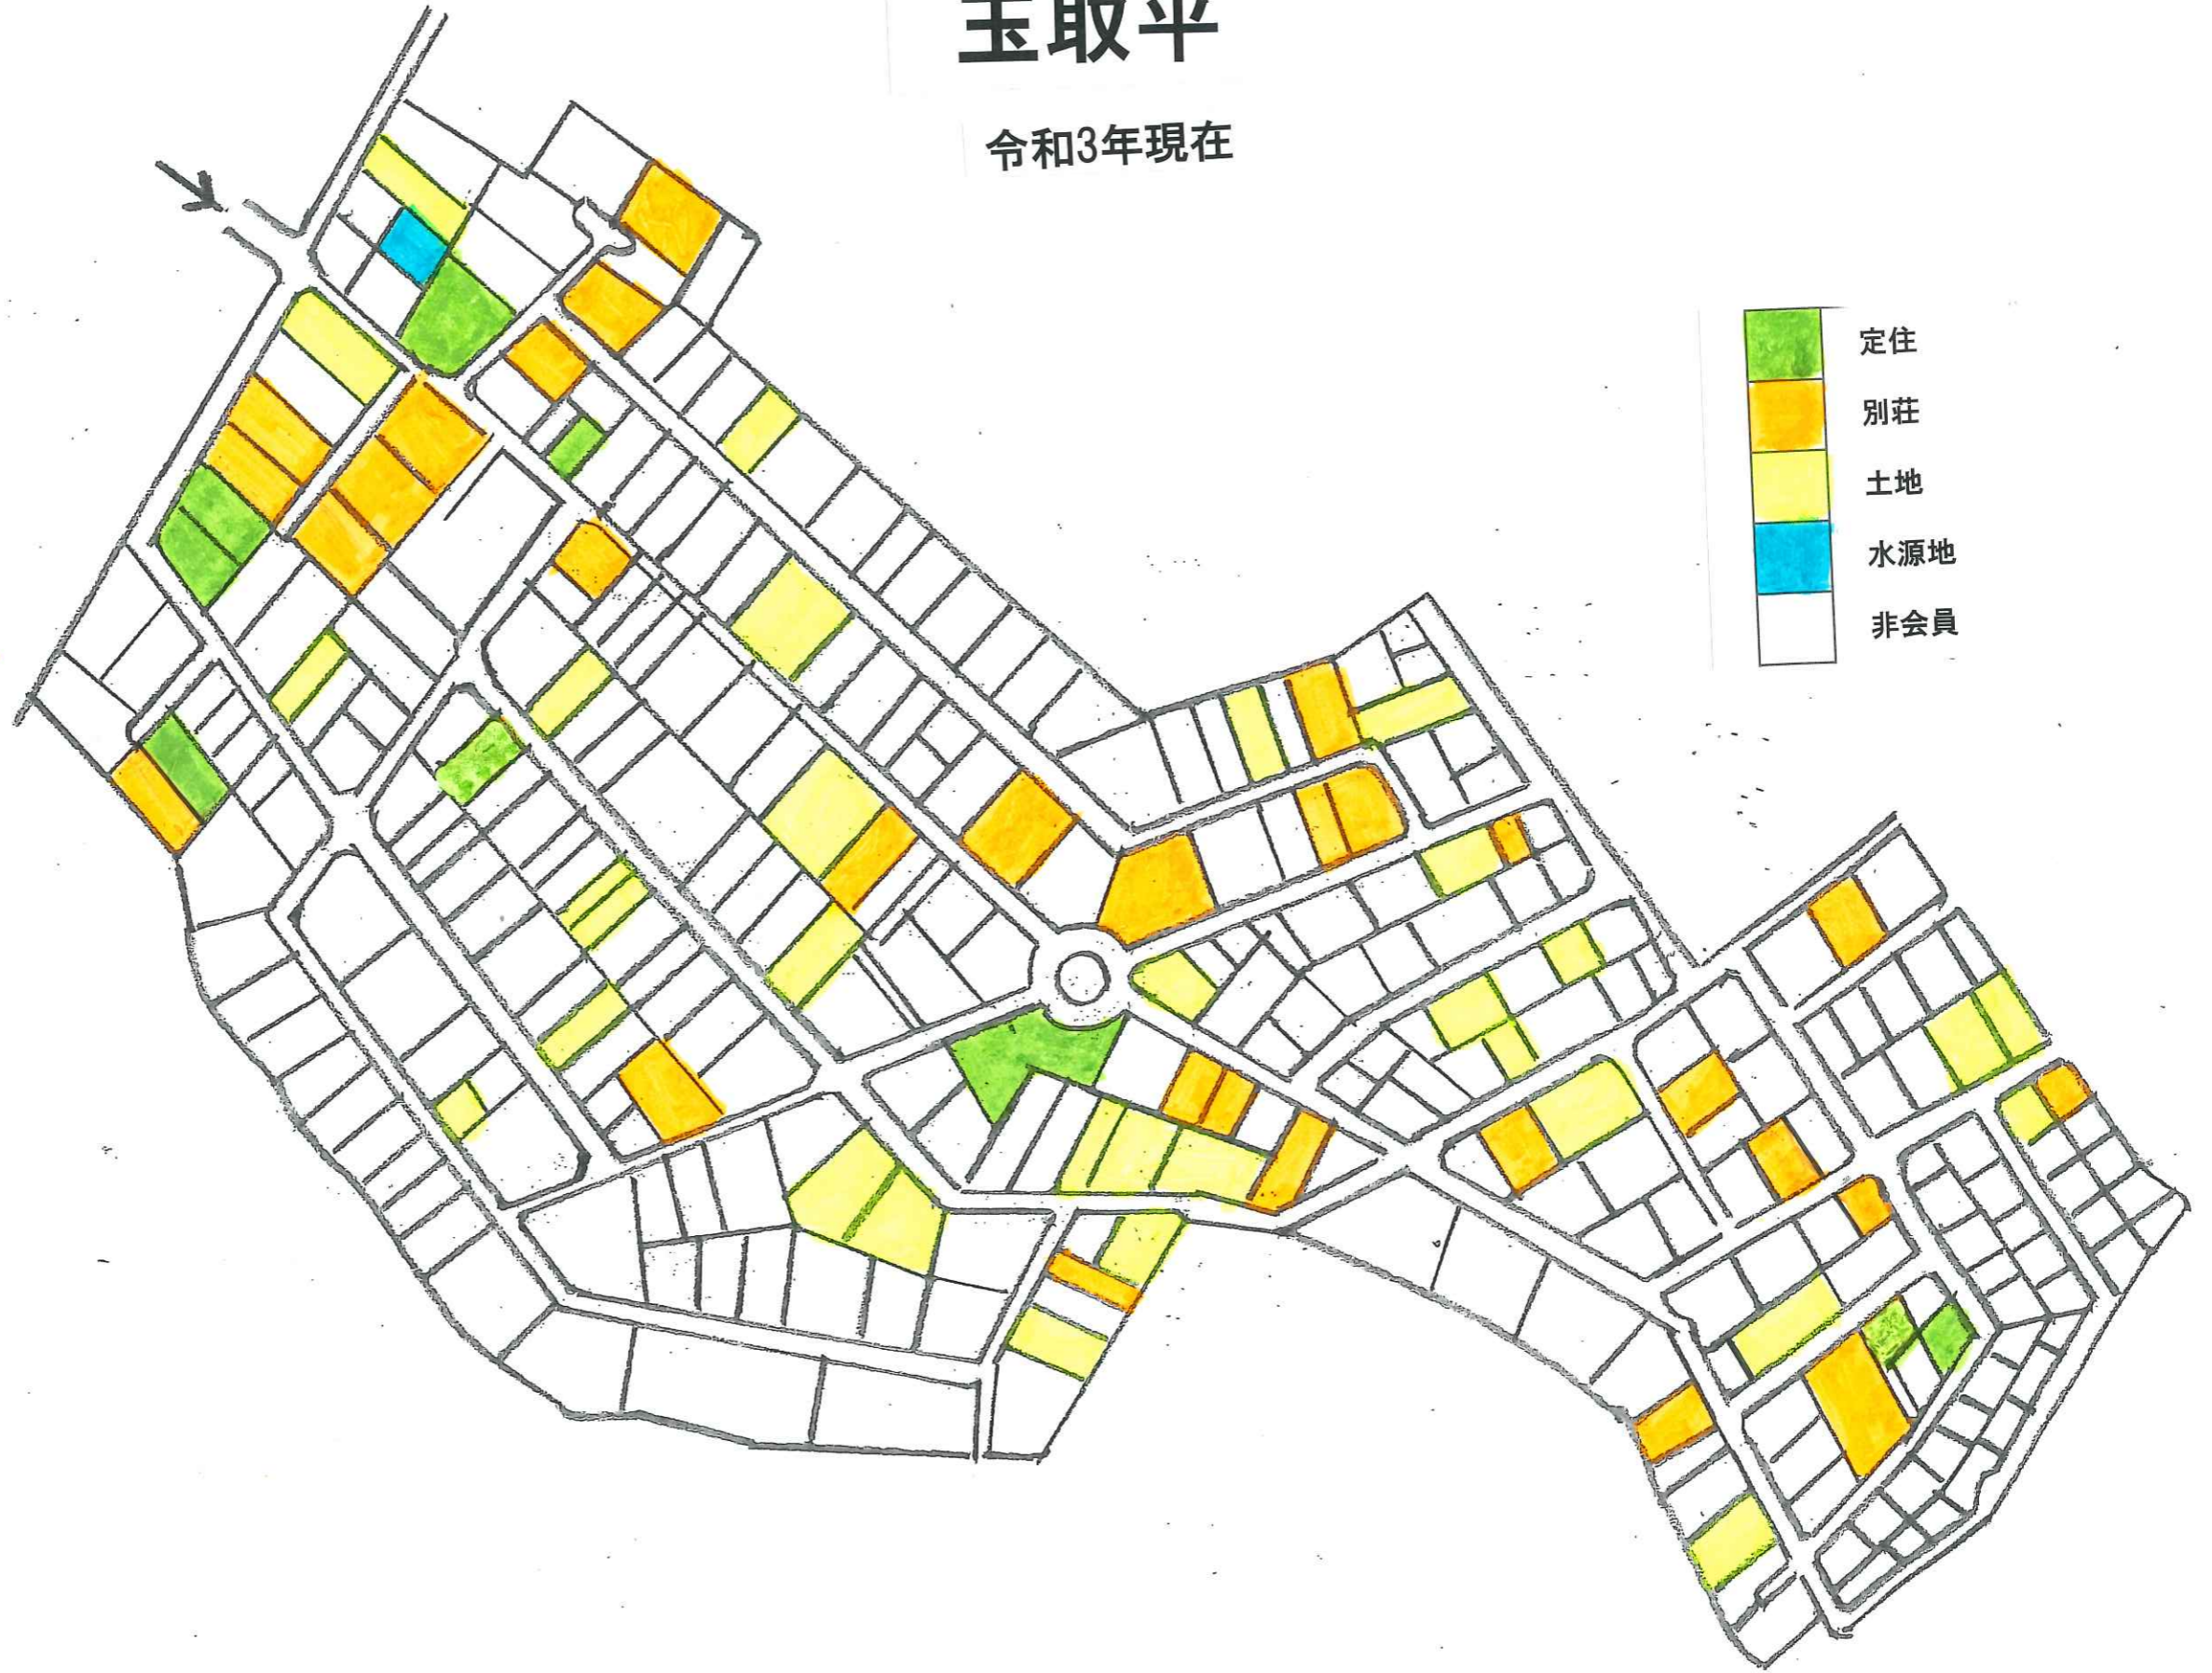 玉取平
令和3年現在
定住
別荘
土地
水源地
非会員